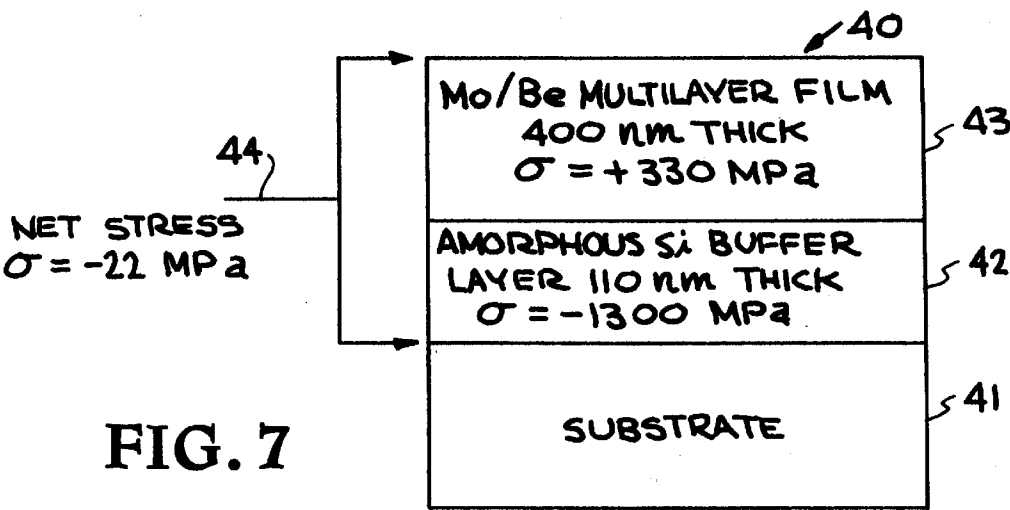 40
Mo/Be MULTILAYER FILM
400 nm THICK
σ = +330 MPa
43
44
NET STRESS
σ = -22 MPa
AMORPHOUS Si BUFFER
LAYER 110 nm THICK
σ = -1300 MPa
42
SUBSTRATE
41
FIG. 7